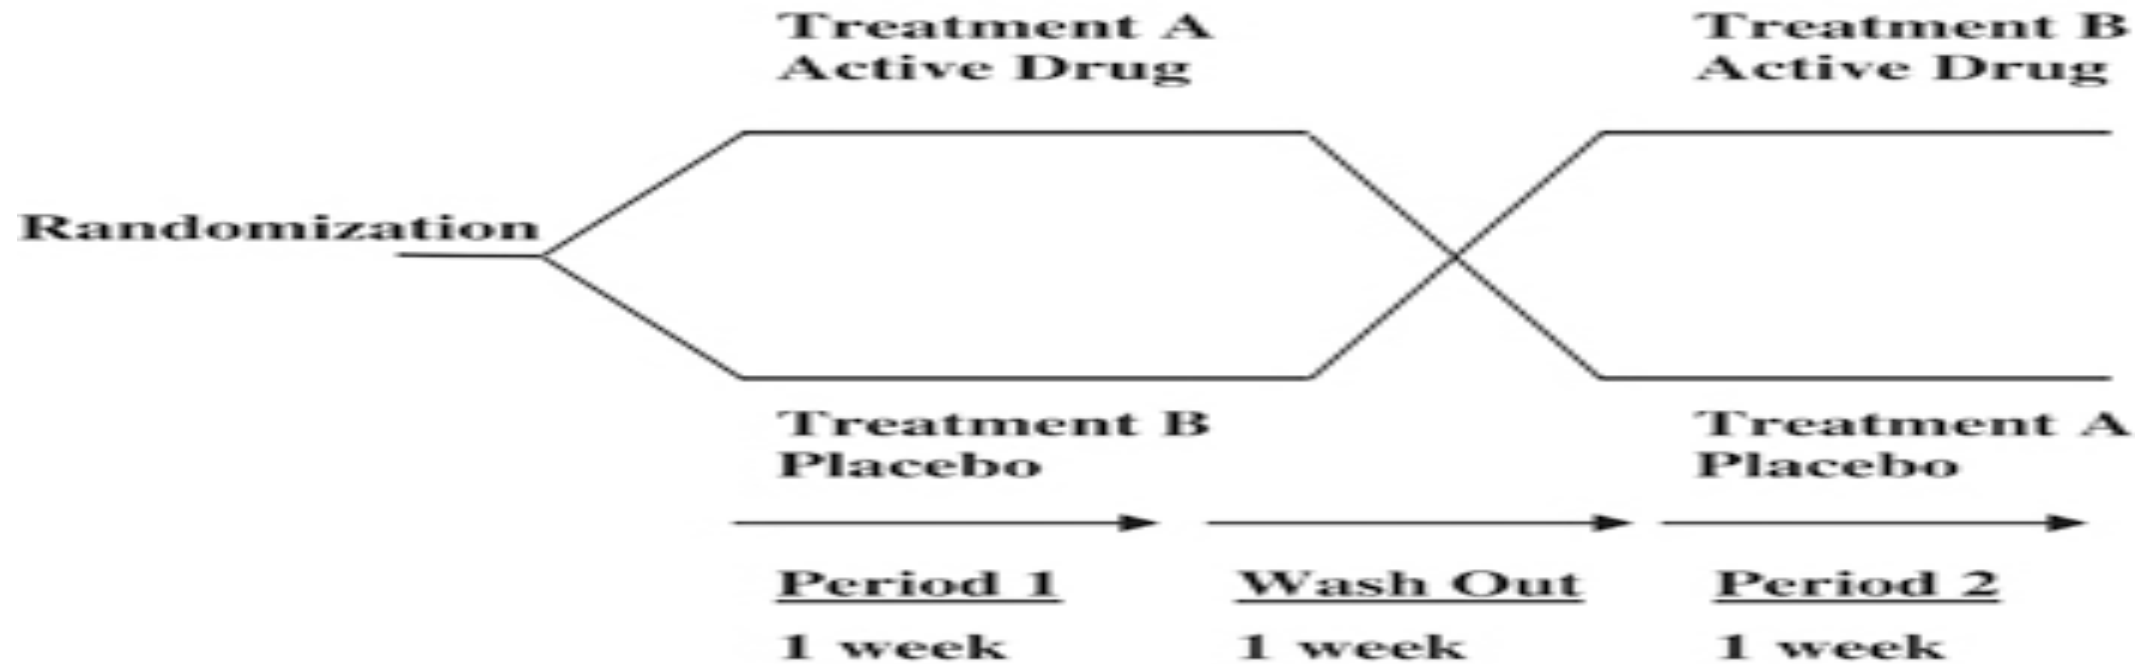 Treatment A
Active Drug
Treatment B
Active Drug
Randomization
Treatment B
Placebo
Treatment A
Placebo
Period 1
Wash Out
Period 2
1 week
1 week
1 week